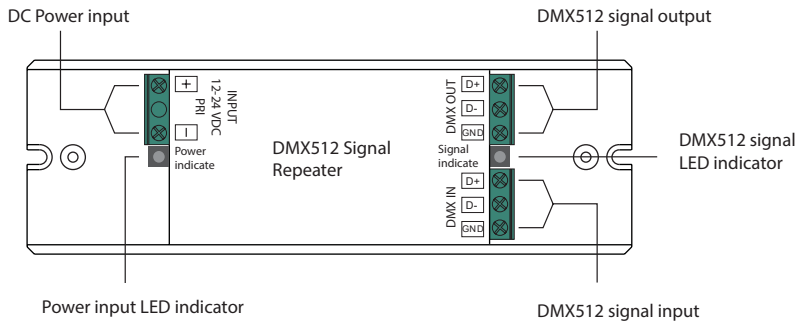 DC Power input
DMX512 signal output
+
INPUT
12-24 VDC
PRI
−
Power
indicate
DMX512 Signal
Repeater
DMX OUT
D+
D-
GND
Signal
indicate
DMX IN
D+
D-
GND
DMX512 signal
LED indicator
Power input LED indicator
DMX512 signal input